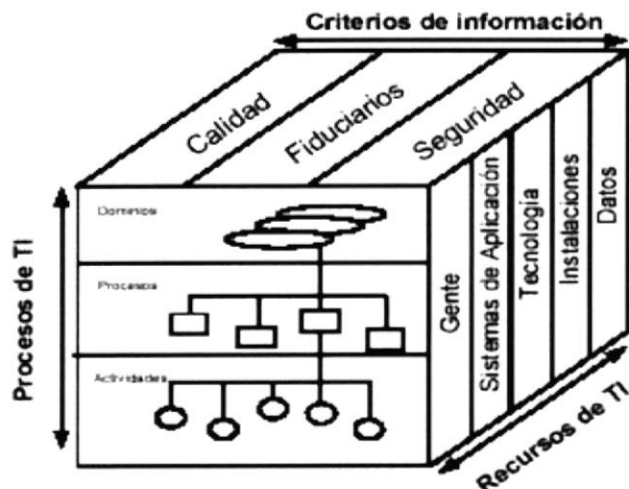 Criterios de información
Calidad
Fiduciarios
Seguridad
Procesos de TI
Dominios
Procesos
Actividades
Gente
Sistemas de Aplicación
Tecnología
Instalaciones
Datos
Recursos de TI